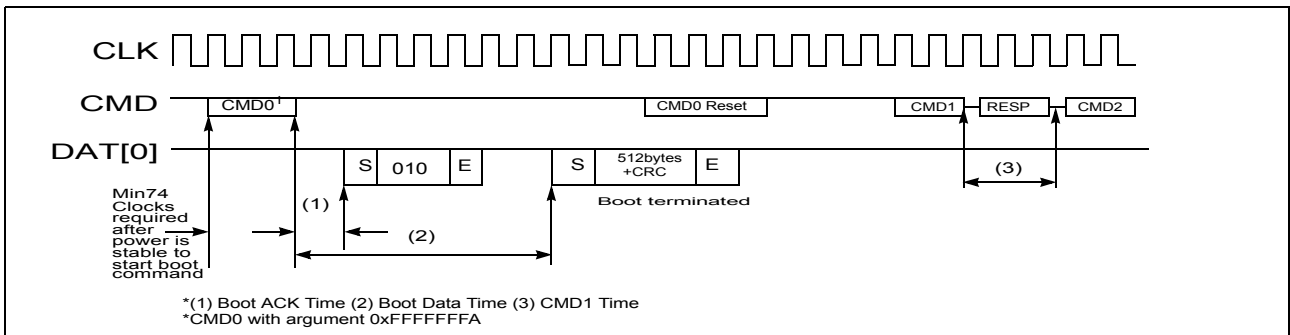 CLK
CMD
CMD0¹
CMD0 Reset
CMD1
RESP
CMD2
DAT[0]
S
010
E
S
512bytes
+CRC
E
(3)
Boot terminated
Min74
Clocks
required
after
power is
stable to
start boot
command
(1)
(2)
*(1) Boot ACK Time (2) Boot Data Time (3) CMD1 Time
*CMD0 with argument 0xFFFFFFFA